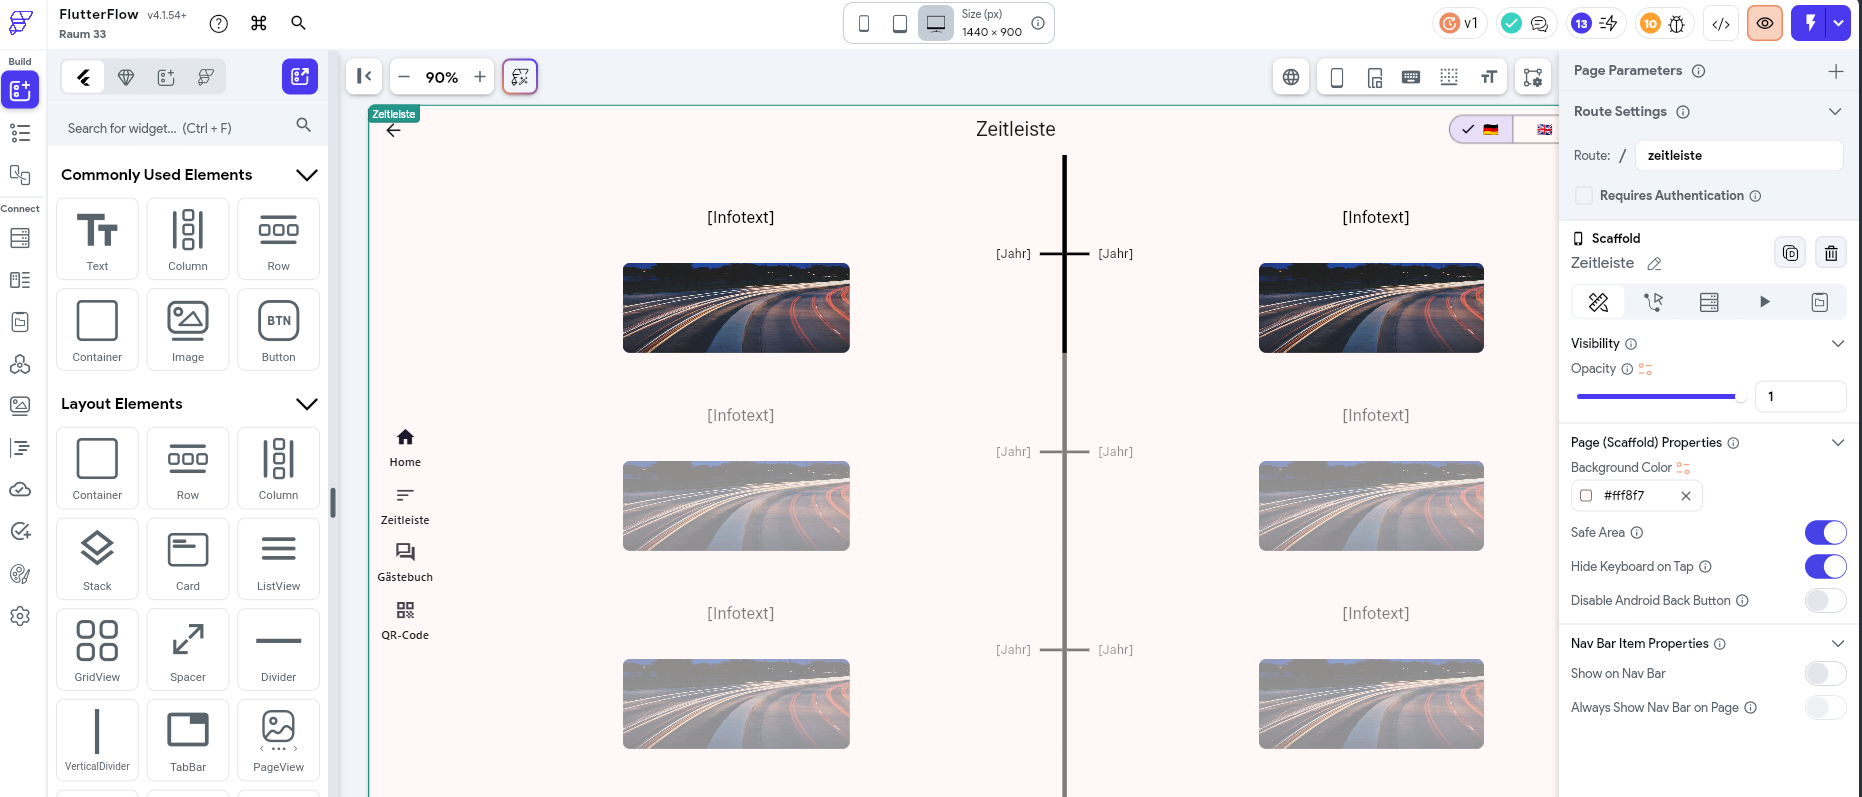 FlutterFlow v4.1.54+
Raum 33
Size (px)
1440 × 900
v1
13
10
Build
Connect
90%
Search for widget... (Ctrl + F)
Commonly Used Elements
Text Column Row
BTN
Container Image Button
Layout Elements
Container Row Column
Stack Card ListView
GridView Spacer Divider
VerticalDivider TabBar PageView
Zeitleiste
Zeitleiste
[Infotext] [Infotext]
[Jahr] [Jahr]
[Infotext] [Infotext]
[Jahr] [Jahr]
[Infotext] [Infotext]
[Jahr] [Jahr]
Home
Zeitleiste
Gästebuch
QR-Code
Page Parameters
Route Settings
Route: / zeitleiste
Requires Authentication
Scaffold
Zeitleiste
Visibility
Opacity
1
Page (Scaffold) Properties
Background Color
#fff8f7
Safe Area
Hide Keyboard on Tap
Disable Android Back Button
Nav Bar Item Properties
Show on Nav Bar
Always Show Nav Bar on Page